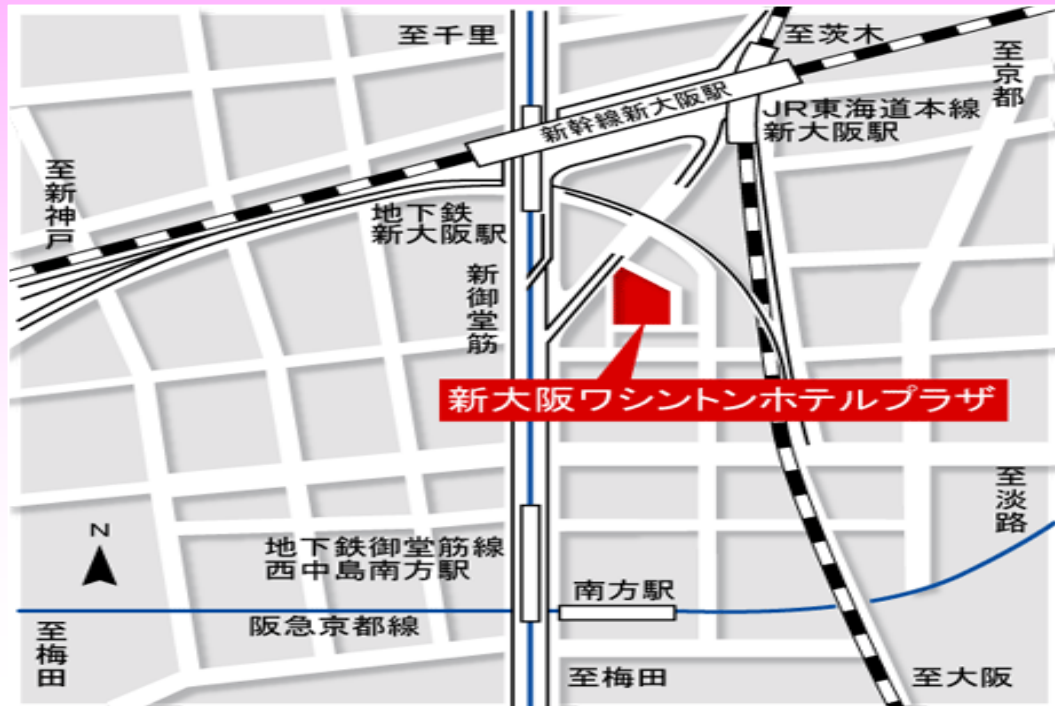 至千里
至茨木
至京都
新幹線新大阪駅
JR東海道本線
新大阪駅
至新神戸
地下鉄
新大阪駅
新御堂筋
新大阪ワシントンホテルプラザ
至淡路
N
地下鉄御堂筋線
西中島南方駅
南方駅
阪急京都線
至梅田
至梅田
至大阪